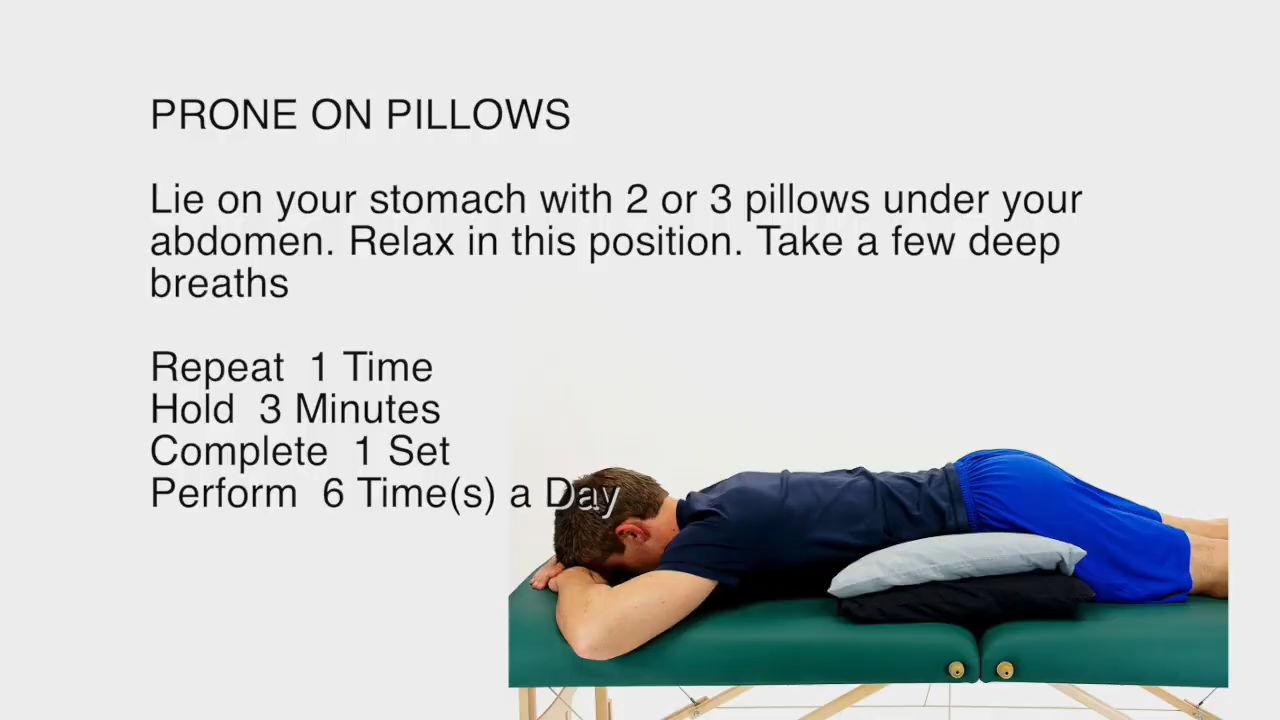 PRONE ON PILLOWS
Lie on your stomach with 2 or 3 pillows under your
abdomen. Relax in this position. Take a few deep
breaths
Repeat  1 Time
Hold  3 Minutes
Complete  1 Set
Perform  6 Time(s) a Day